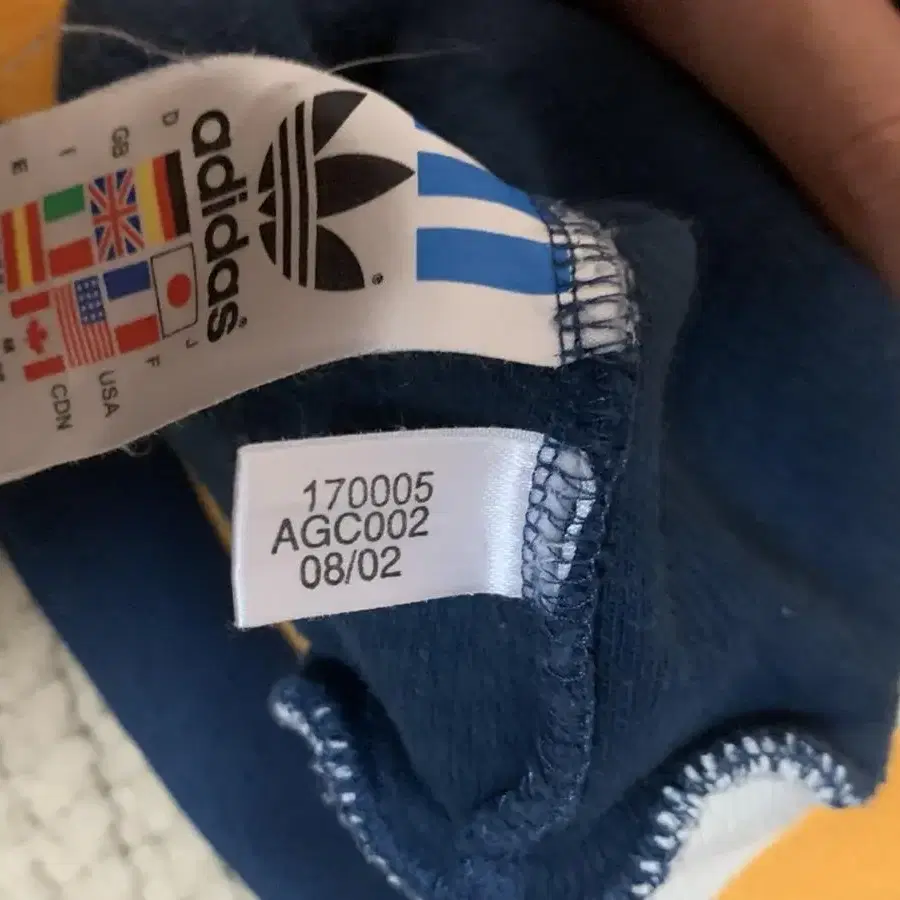 adidas
D
GB
I
E
J
F
USA
CDN
170005
AGC002
08/02